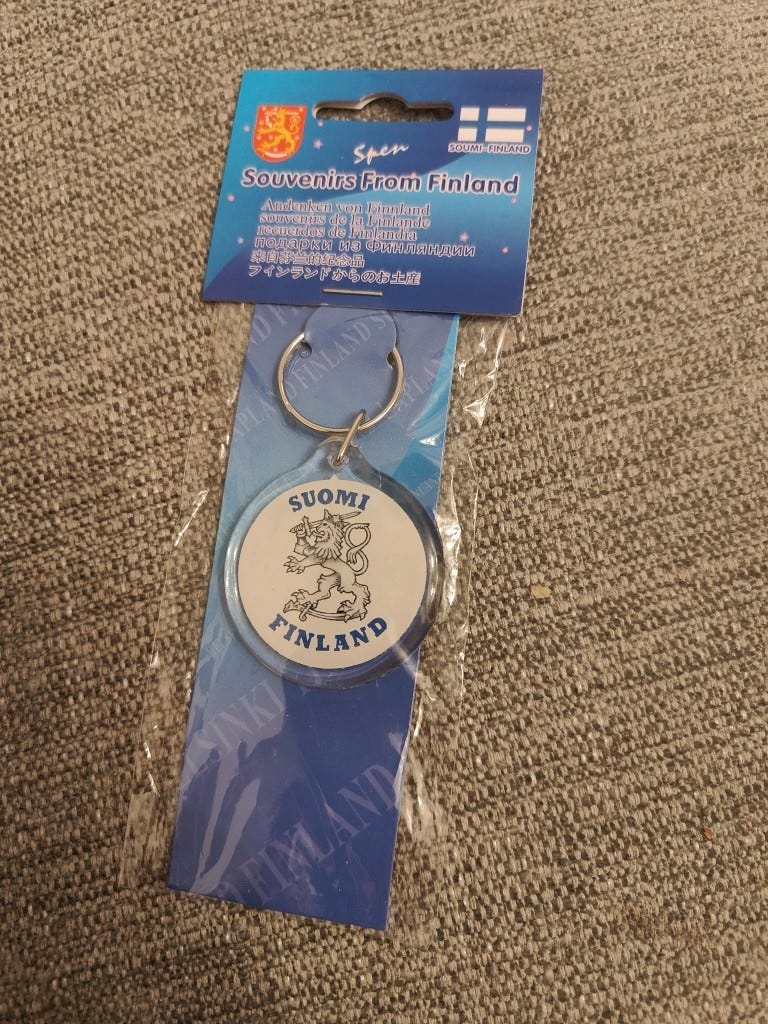 Spen
SOUMI-FINLAND
Souvenirs From Finland
Andenken von Finnland
souvenirs de la Finlande
recuerdos de Finlandia
подарки из Финляндии
来自芬兰的纪念品
フィンランドからのお土産
FINLAND
SUOMI
FINLAND
FINLAND